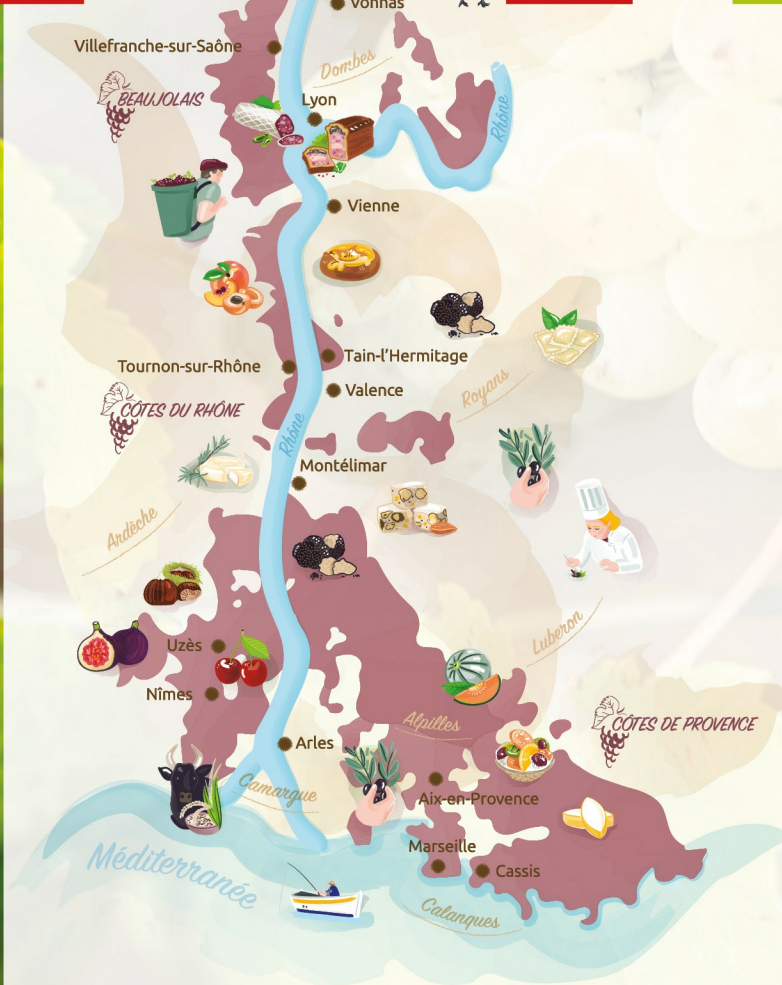 Vonnas
Villefranche-sur-Saône
Dombes
BEAUJOLAIS
Lyon
Rhône
Vienne
Tain-l'Hermitage
Tournon-sur-Rhône
Valence
Royans
CÔTES DU RHÔNE
Rhône
Montélimar
Ardèche
Luberon
Uzès
Nîmes
Alpilles
CÔTES DE PROVENCE
Arles
Camargue
Aix-en-Provence
Marseille
Méditerranée
Cassis
Calanques